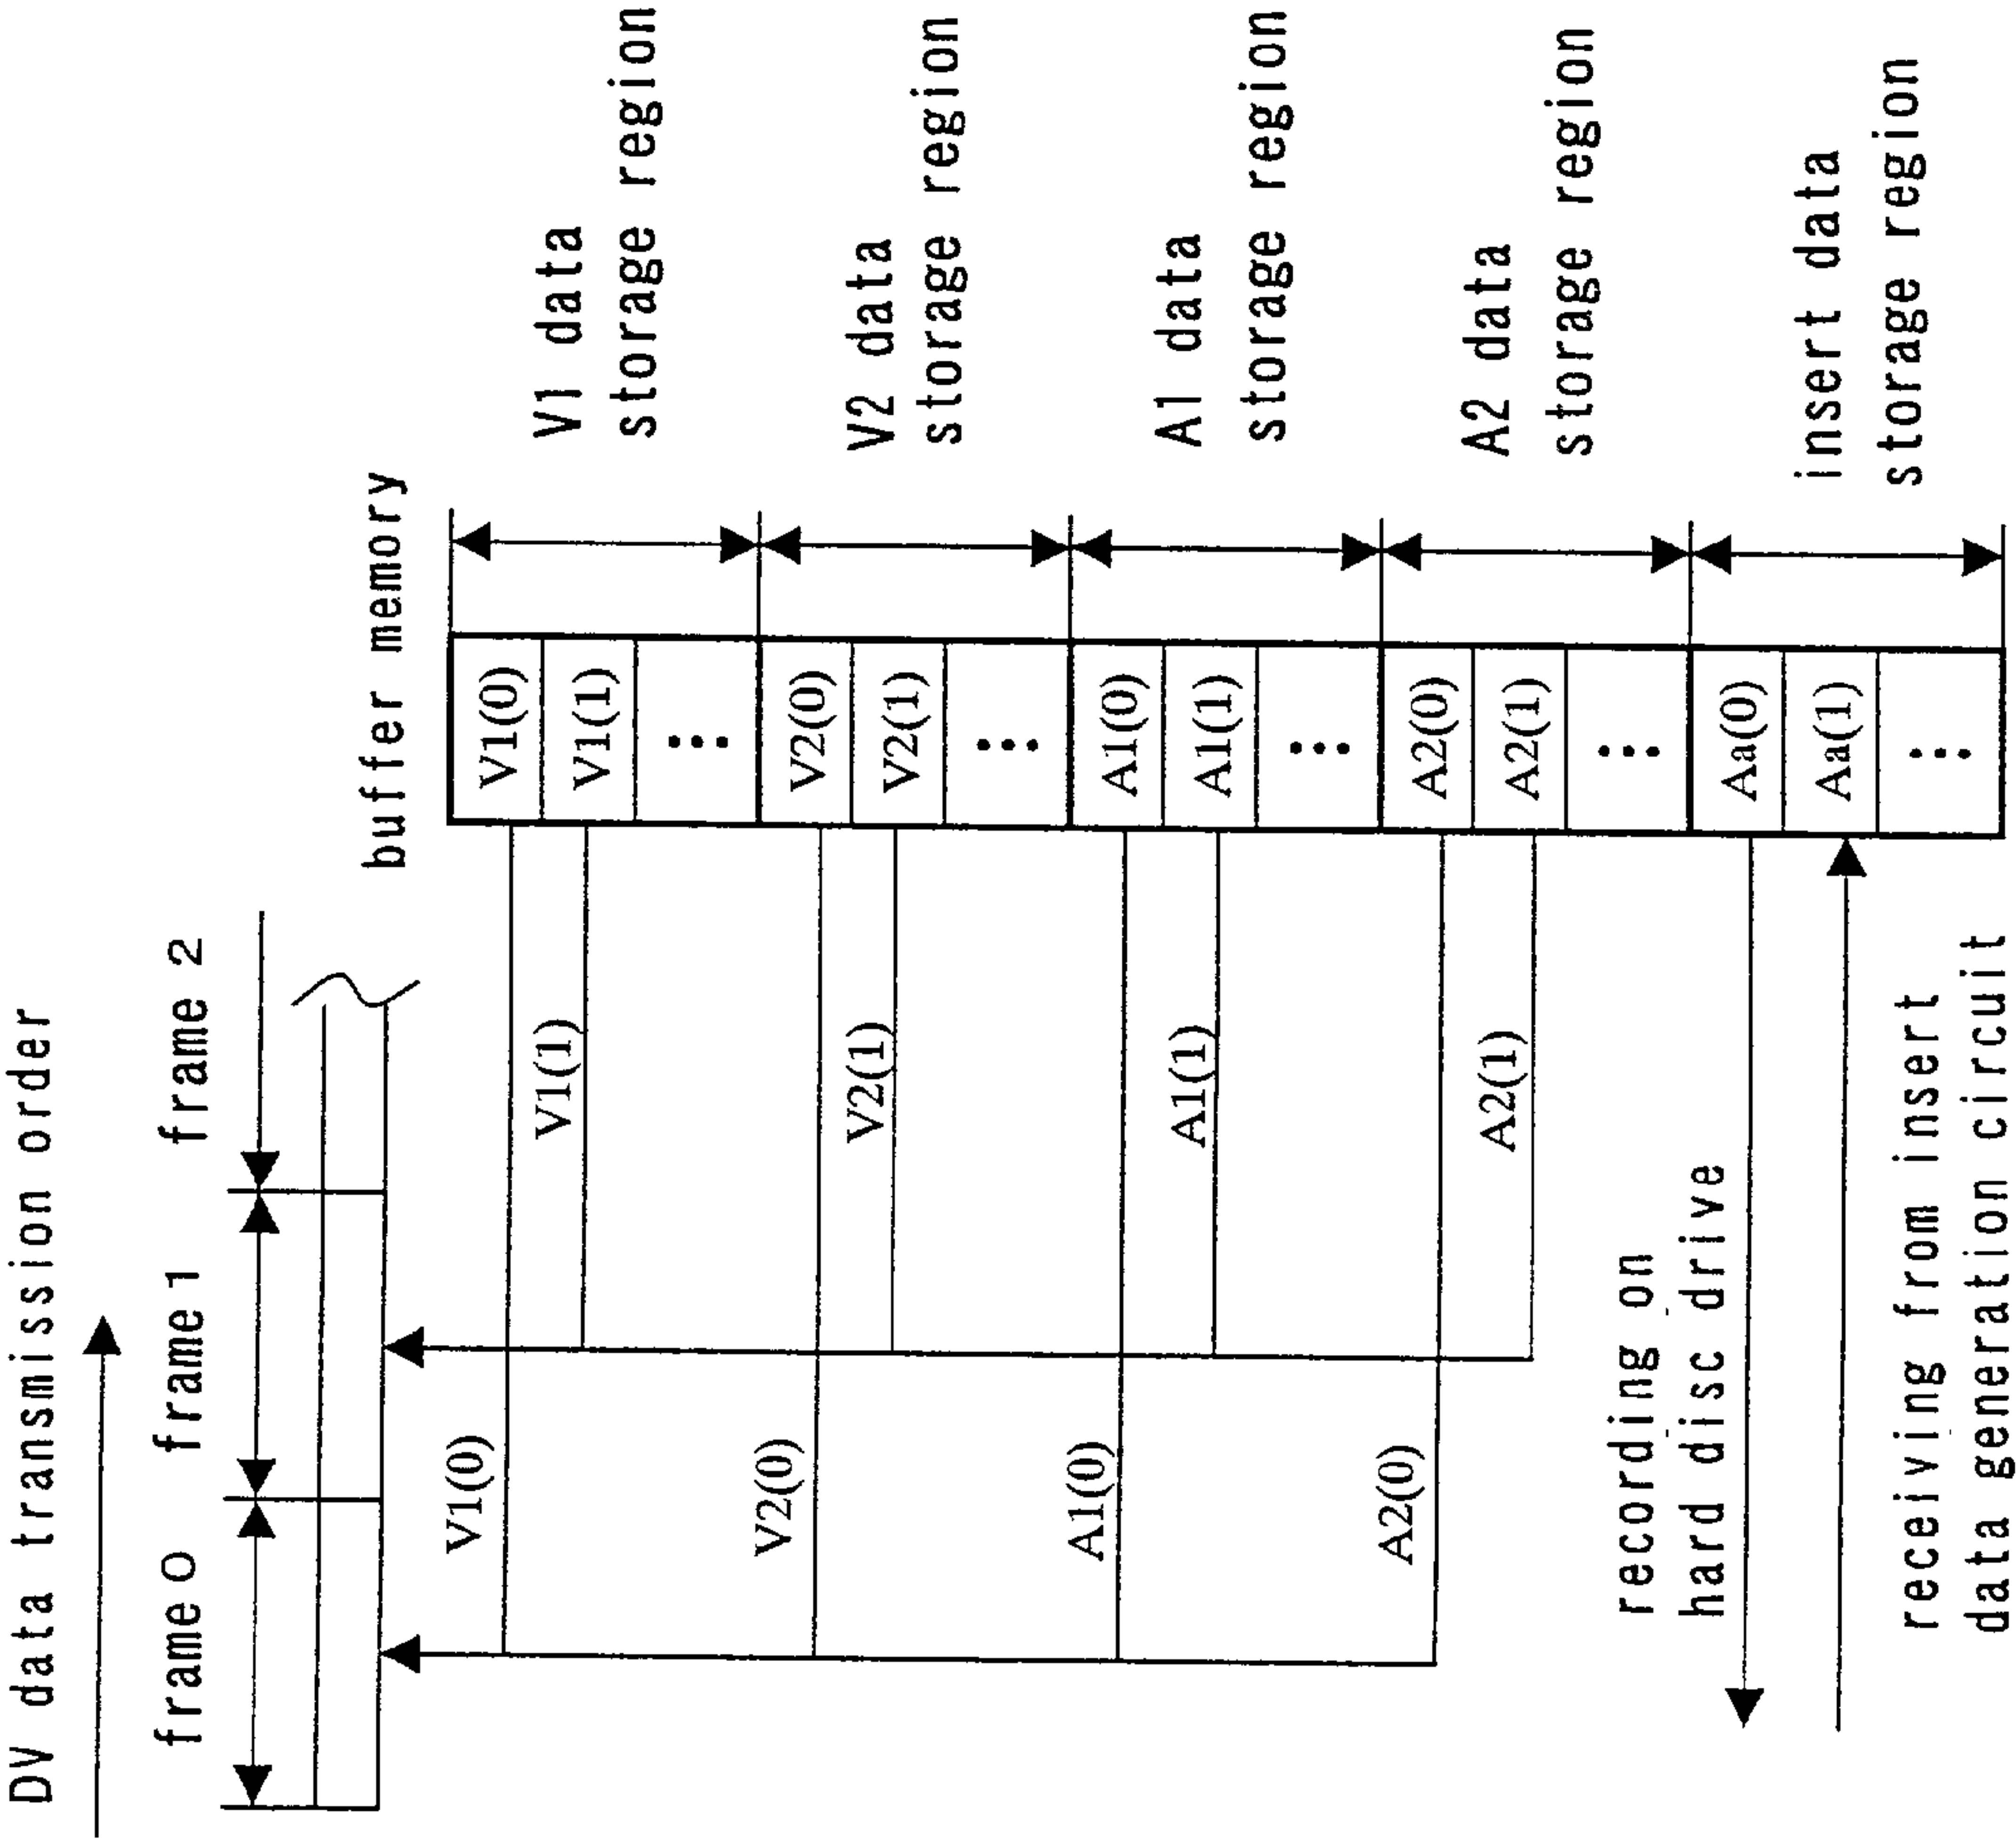 DV data transmission order
frame 0
frame 1
frame 2
buffer memory
V1(0)
V1(1)
V2(0)
V2(1)
A1(0)
A1(1)
A2(0)
A2(1)
V1(0)
V1(1)
⋮
V2(0)
V2(1)
⋮
A1(0)
A1(1)
⋮
A2(0)
A2(1)
⋮
Aa(0)
Aa(1)
⋮
V1 data
storage region
V2 data
storage region
A1 data
storage region
A2 data
storage region
insert data
storage region
recording on
hard disc drive
receiving from insert
data generation circuit